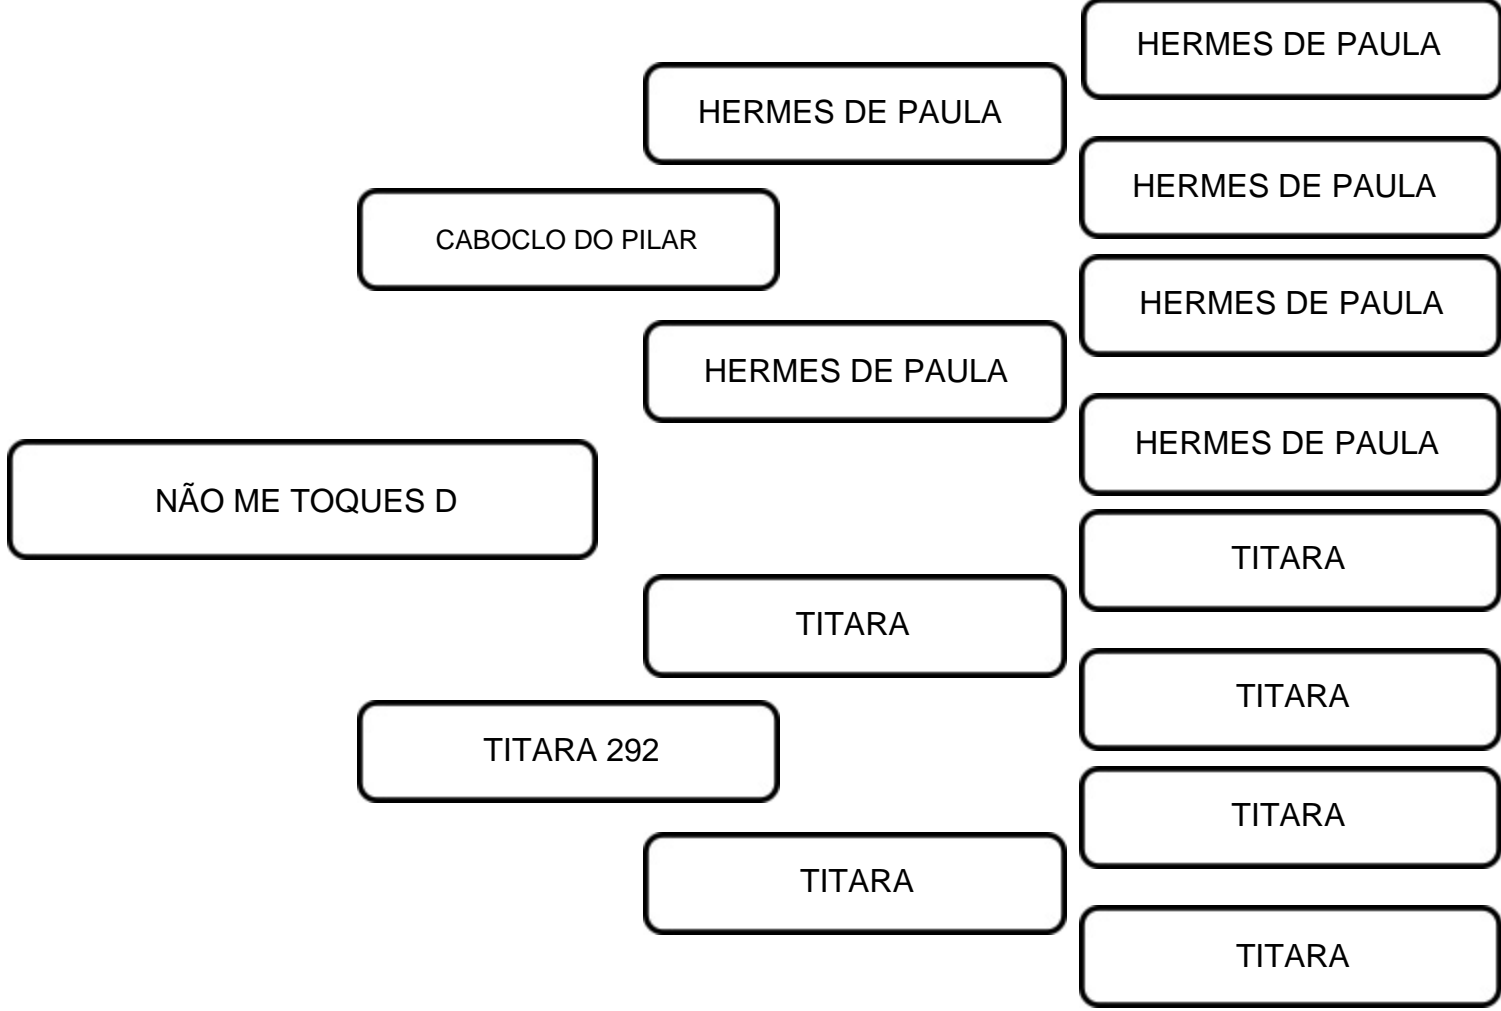 HERMES DE PAULA
HERMES DE PAULA
HERMES DE PAULA
CABOCLO DO PILAR
HERMES DE PAULA
HERMES DE PAULA
HERMES DE PAULA
NÃO ME TOQUES D
TITARA
TITARA
TITARA
TITARA 292
TITARA
TITARA
TITARA